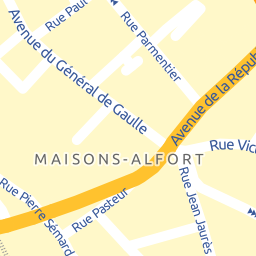 Rue Paul
Rue Parmentier
Avenue du Général de Gaulle
Avenue de la Répu
Rue Vic
MAISONS-ALFORT
Rue Pierre Sémard
Rue Pasteur
Rue Jean Jaurès